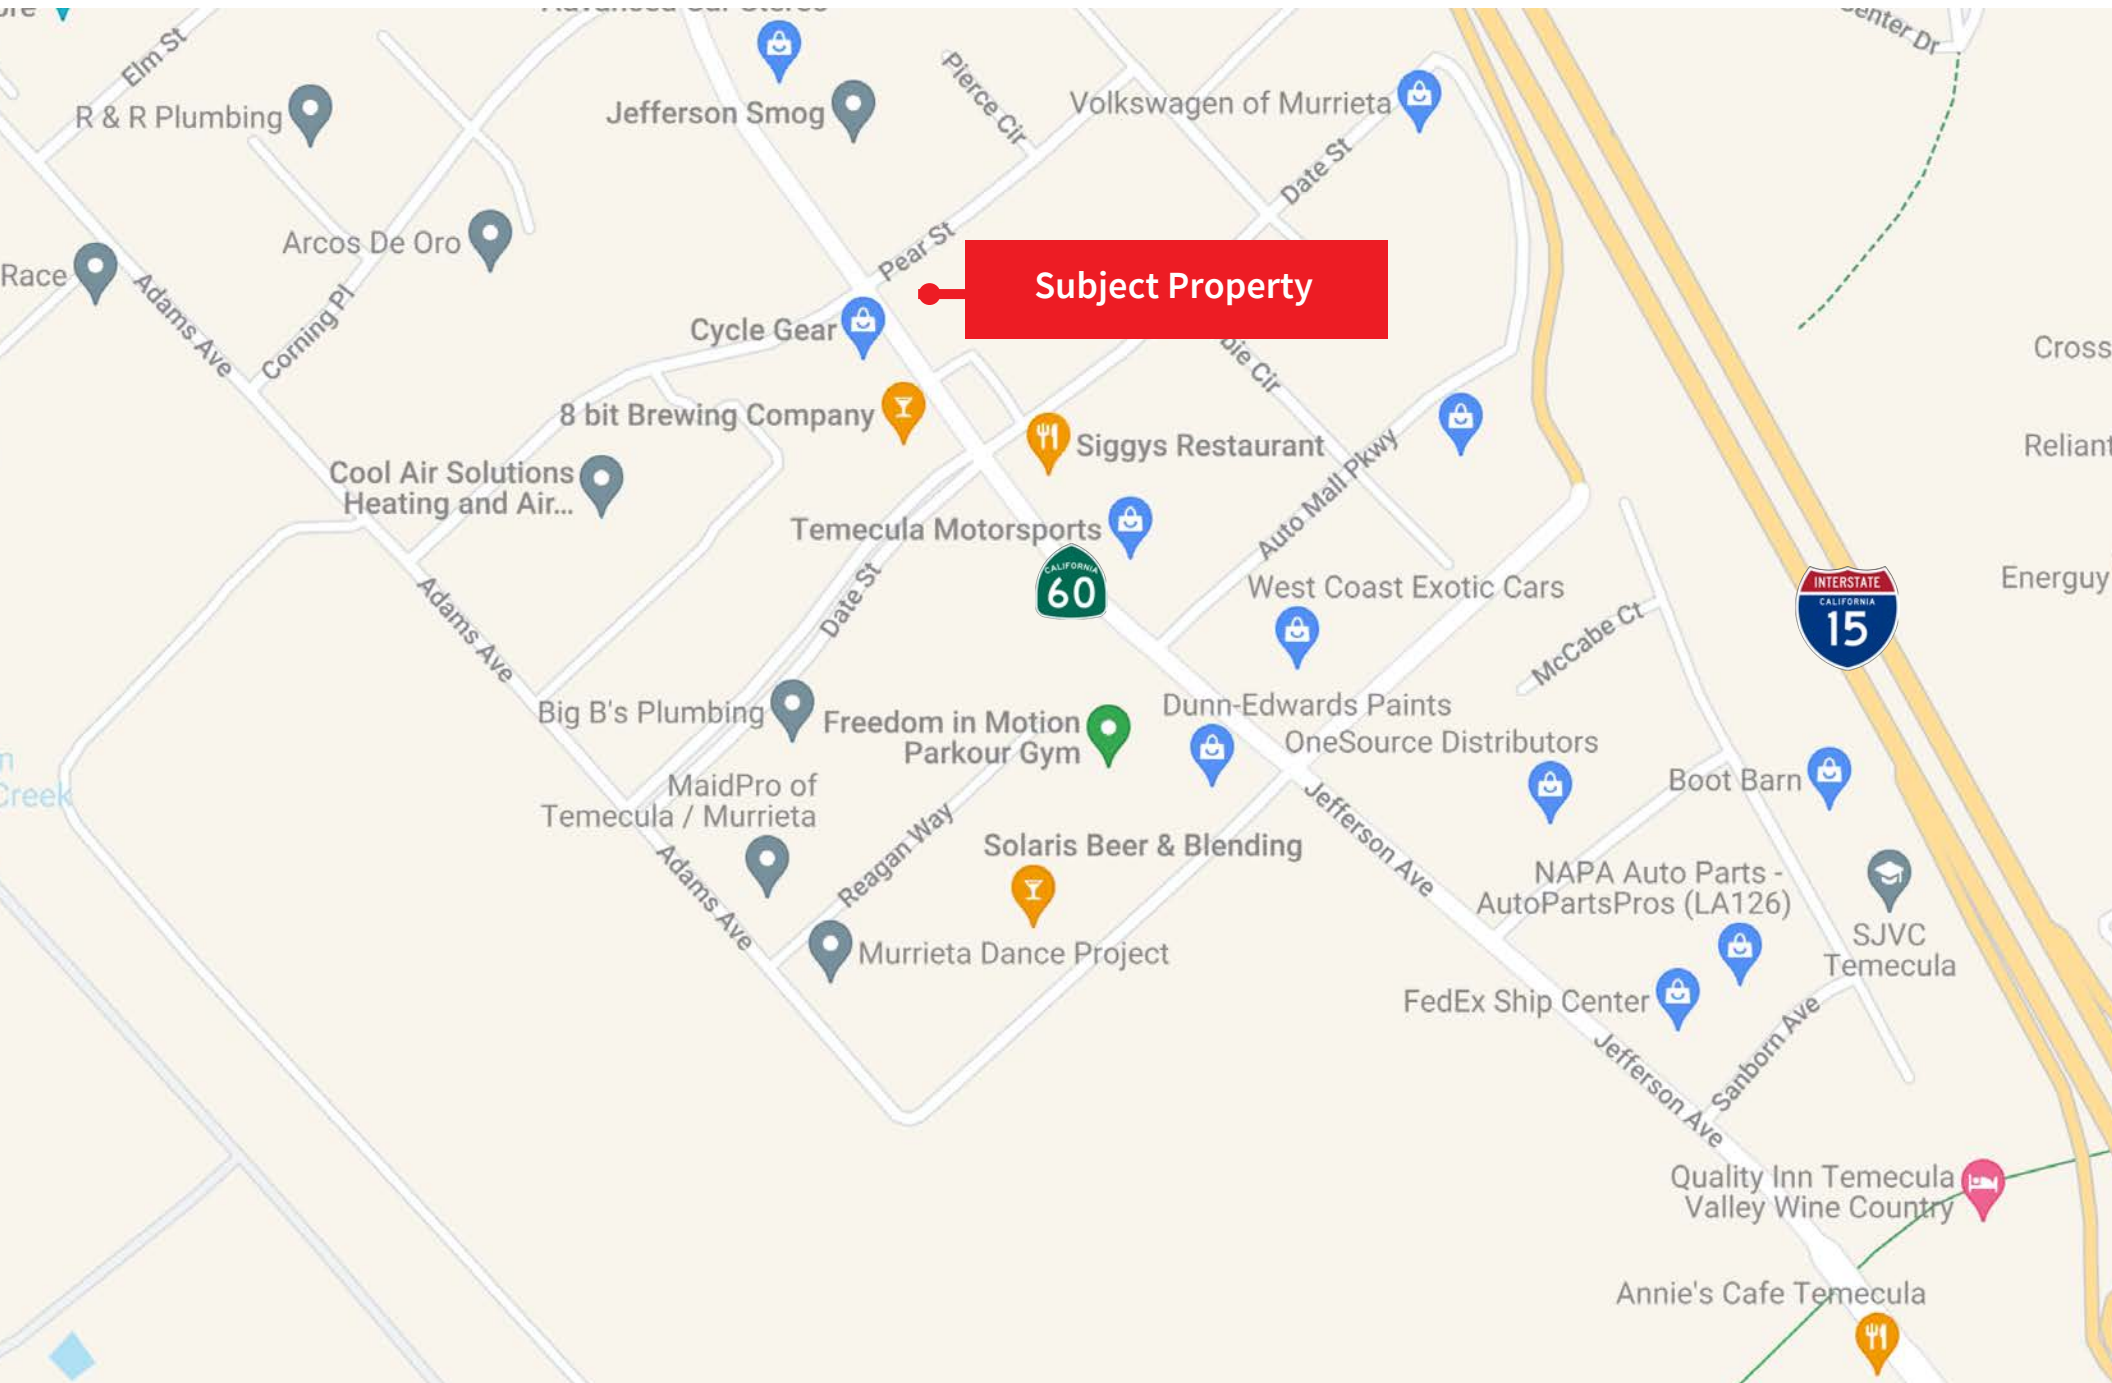 Elm St
R & R Plumbing
Jefferson Smog
Pierce Cir
Volkswagen of Murrieta
Date St
Center Dr
Arcos De Oro
Race
Adams Ave
Corning Pl
Pear St
Subject Property
Cycle Gear
Cross
8 bit Brewing Company
Siggys Restaurant
Auto Mall Pkwy
Reliant
Cool Air Solutions
Heating and Air...
Temecula Motorsports
CALIFORNIA
60
West Coast Exotic Cars
INTERSTATE
CALIFORNIA
15
Energuy
Adams Ave
Date St
McCabe Ct
Big B's Plumbing
Freedom in Motion
Parkour Gym
Dunn-Edwards Paints
OneSource Distributors
Creek
MaidPro of
Temecula / Murrieta
Boot Barn
Reagan Way
Jefferson Ave
Solaris Beer & Blending
Adams Ave
NAPA Auto Parts -
AutoPartsPros (LA126)
Murrieta Dance Project
SJVC
Temecula
FedEx Ship Center
Sanborn Ave
Jefferson Ave
Quality Inn Temecula
Valley Wine Country
Annie's Cafe Temecula